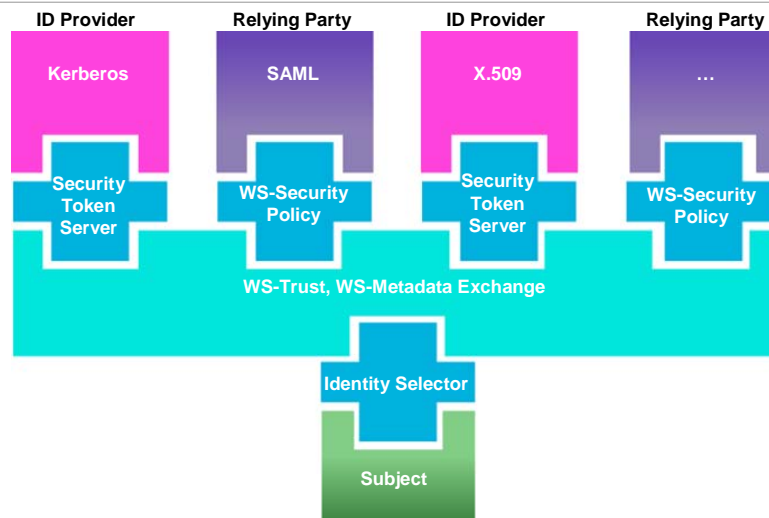 ID Provider
Relying Party
ID Provider
Relying Party
Kerberos
SAML
X.509
...
Security
Token
Server
WS-Security
Policy
Security
Token
Server
WS-Security
Policy
WS-Trust, WS-Metadata Exchange
Identity Selector
Subject